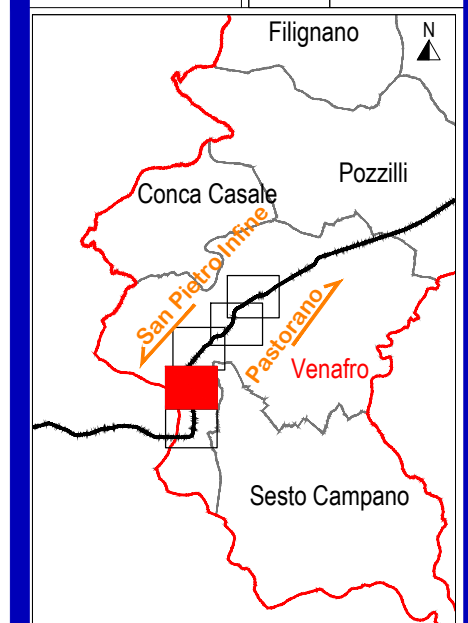 Filignano
N
Pozzilli
Conca Casale
San Pietro Infine
Pastorano
Venafro
Sesto Campano